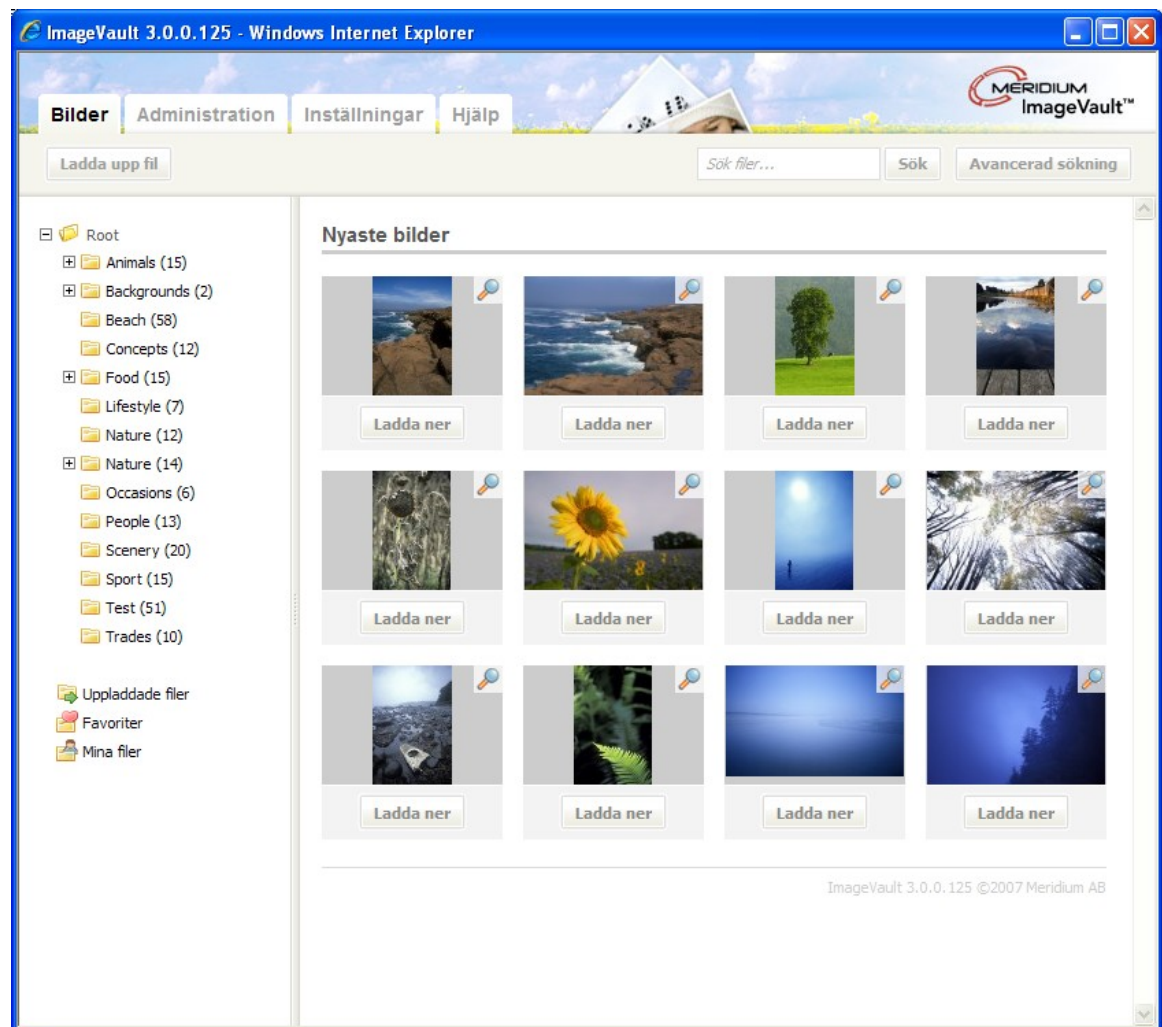 ImageVault 3.0.0.125 - Windows Internet Explorer
MERIDIUM
ImageVault™
Bilder Administration Inställningar Hjälp
Ladda upp fil Sök filer... Sök Avancerad sökning
Root
Animals (15)
Backgrounds (2)
Beach (58)
Concepts (12)
Food (15)
Lifestyle (7)
Nature (12)
Nature (14)
Occasions (6)
People (13)
Scenery (20)
Sport (15)
Test (51)
Trades (10)
Uppladdade filer
Favoriter
Mina filer
Nyaste bilder
Ladda ner Ladda ner Ladda ner Ladda ner
Ladda ner Ladda ner Ladda ner Ladda ner
Ladda ner Ladda ner Ladda ner Ladda ner
ImageVault 3.0.0.125 ©2007 Meridium AB